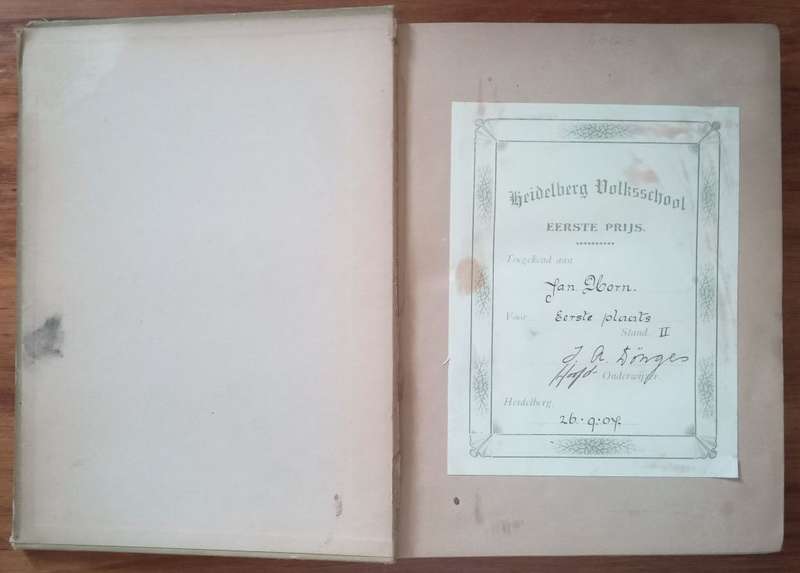 Heidelberg Volksschool
EERSTE PRIJS.
Toegekend aan
Jan Horn.
Voor Eerste plaats
Stand. II
J. A. Dönges
Hoofd Onderwijzer.
Heidelberg,
26.-9.-07.